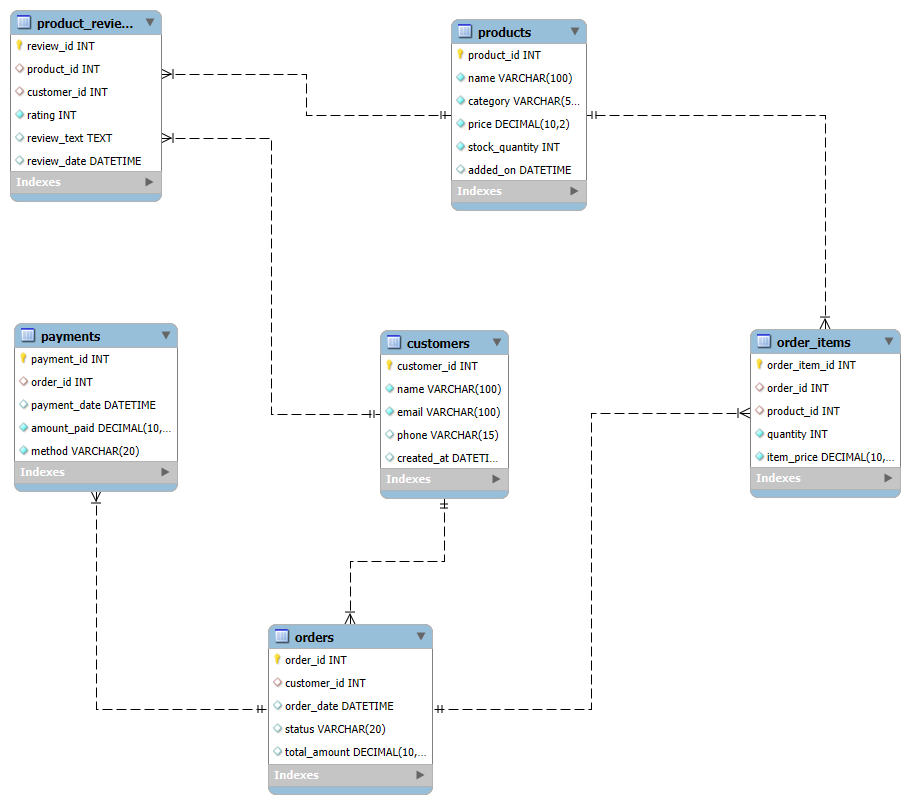 product_revie...
review_id INT
product_id INT
customer_id INT
rating INT
review_text TEXT
review_date DATETIME
Indexes
products
product_id INT
name VARCHAR(100)
category VARCHAR(5...
price DECIMAL(10,2)
stock_quantity INT
added_on DATETIME
Indexes
payments
payment_id INT
order_id INT
payment_date DATETIME
amount_paid DECIMAL(10,...
method VARCHAR(20)
Indexes
customers
customer_id INT
name VARCHAR(100)
email VARCHAR(100)
phone VARCHAR(15)
created_at DATETI...
Indexes
order_items
order_item_id INT
order_id INT
product_id INT
quantity INT
item_price DECIMAL(10,...
Indexes
orders
order_id INT
customer_id INT
order_date DATETIME
status VARCHAR(20)
total_amount DECIMAL(10,...
Indexes